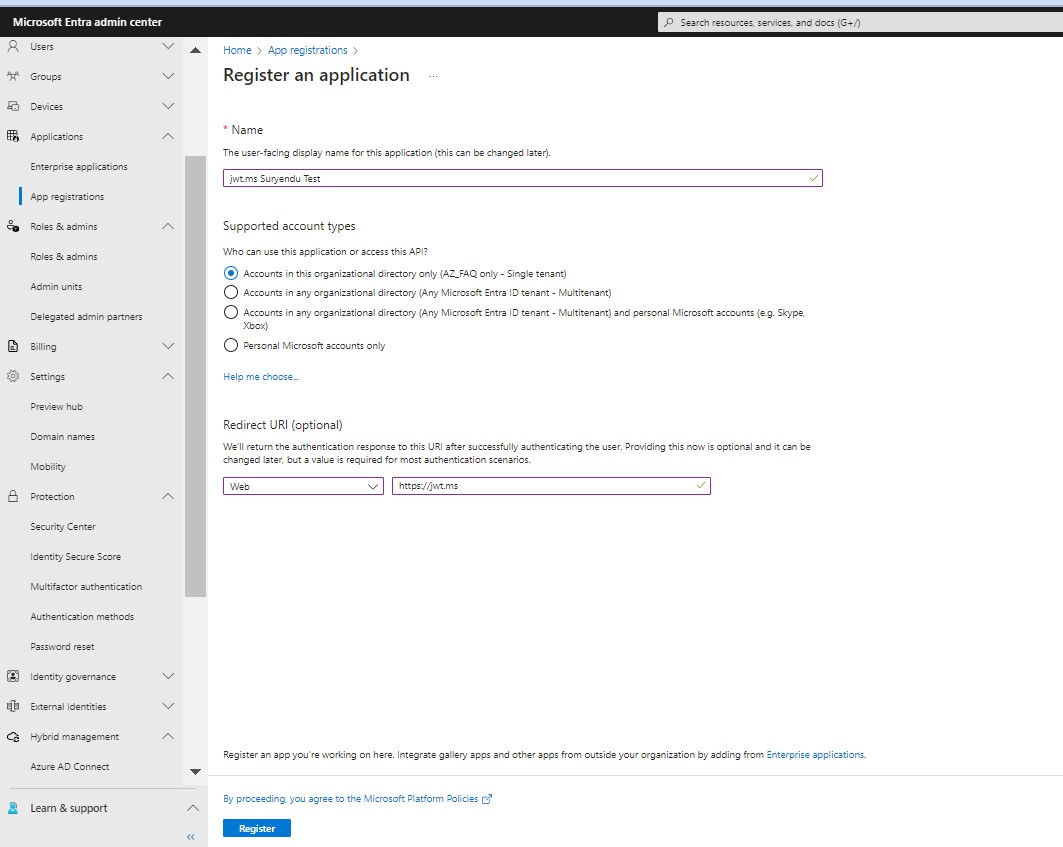 Microsoft Entra admin center
Search resources, services, and docs (G+/)
Users
Groups
Devices
Applications
Enterprise applications
App registrations
Roles & admins
Roles & admins
Admin units
Delegated admin partners
Billing
Settings
Preview hub
Domain names
Mobility
Protection
Security Center
Identity Secure Score
Multifactor authentication
Authentication methods
Password reset
Identity governance
External Identities
Hybrid management
Azure AD Connect
Learn & support
Home > App registrations >
Register an application ...
* Name
The user-facing display name for this application (this can be changed later).
jwt.ms Suryendu Test
Supported account types
Who can use this application or access this API?
Accounts in this organizational directory only (AZ_FAQ only - Single tenant)
Accounts in any organizational directory (Any Microsoft Entra ID tenant - Multitenant)
Accounts in any organizational directory (Any Microsoft Entra ID tenant - Multitenant) and personal Microsoft accounts (e.g. Skype,
Xbox)
Personal Microsoft accounts only
Help me choose...
Redirect URI (optional)
We'll return the authentication response to this URI after successfully authenticating the user. Providing this now is optional and it can be
changed later, but a value is required for most authentication scenarios.
Web
https://jwt.ms
Register an app you're working on here. Integrate gallery apps and other apps from outside your organization by adding from Enterprise applications.
By proceeding, you agree to the Microsoft Platform Policies
Register